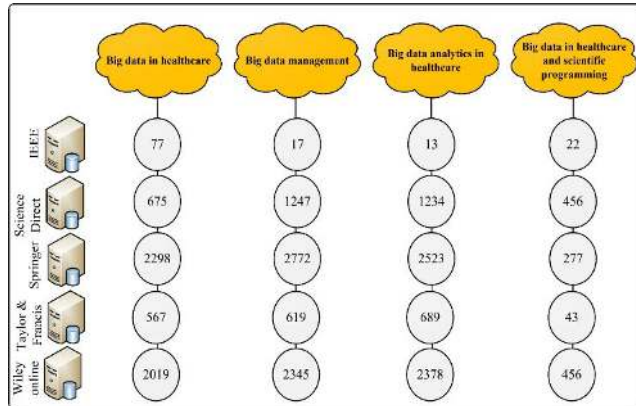 Big data in healthcare
Big data management
Big data analytics in
healthcare
Big data in healthcare
and scientific
programming
IEEE
77
17
13
22
Science
Direct
675
1247
1234
456
Springer
2298
2772
2523
277
Taylor &
Francis
567
619
689
43
Wiley
online
2019
2345
2378
456